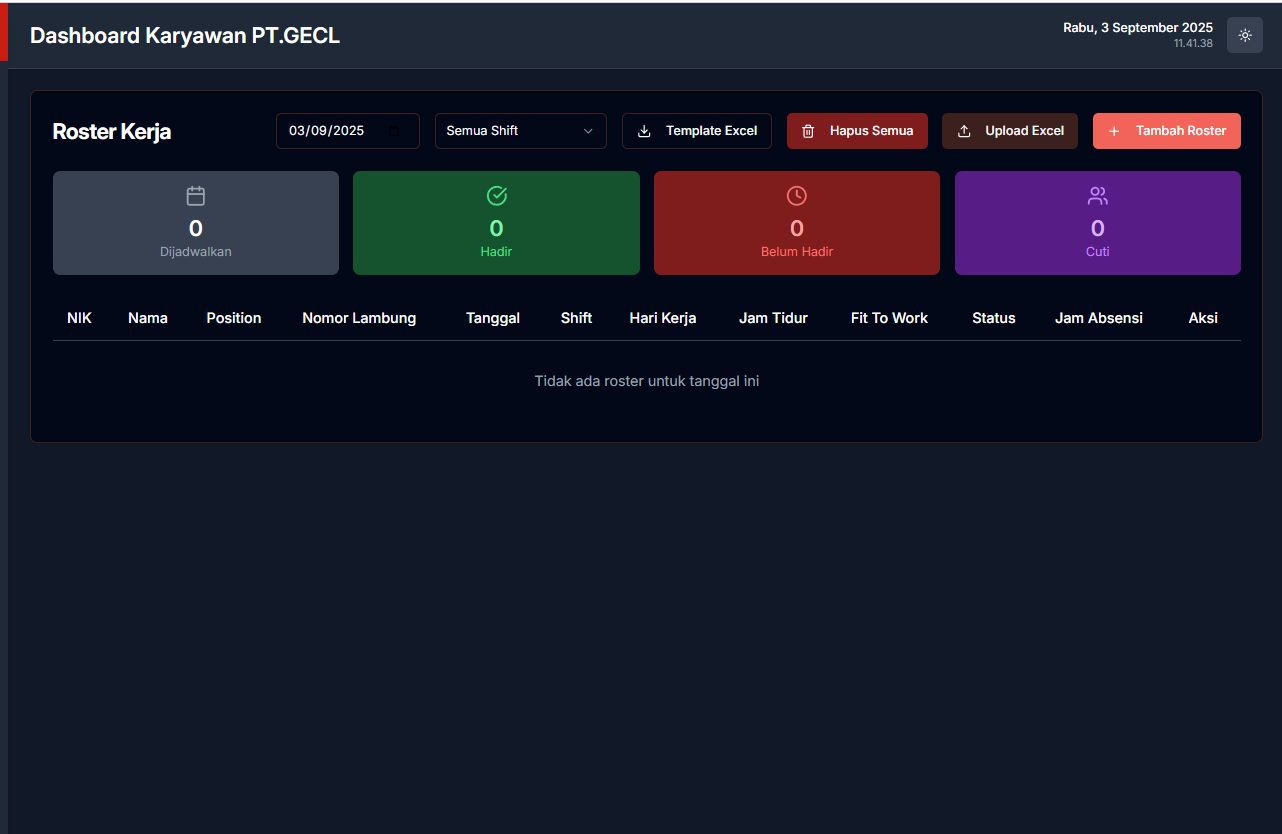 Dashboard Karyawan PT.GECL
Rabu, 3 September 2025
11.41.38
Roster Kerja
03/09/2025
Semua Shift
Template Excel
Hapus Semua
Upload Excel
Tambah Roster
0
Dijadwalkan
0
Hadir
0
Belum Hadir
0
Cuti
NIK Nama Position Nomor Lambung Tanggal Shift Hari Kerja Jam Tidur Fit To Work Status Jam Absensi Aksi
Tidak ada roster untuk tanggal ini